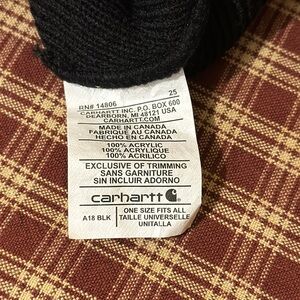 25
RN# 14806
CARHARTT INC. P.O. BOX 600
DEARBORN, MI 48121 USA
CARHARTT.COM
MADE IN CANADA
FABRIQUÉ AU CANADA
HECHO EN CANADA
100% ACRYLIC
100% ACRYLIQUE
100% ACRILICO
EXCLUSIVE OF TRIMMING
SANS GARNITURE
SIN INCLUIR ADORNO
carhartt
A18 BLK
ONE SIZE FITS ALL
TAILLE UNIVERSELLE
UNITALLA